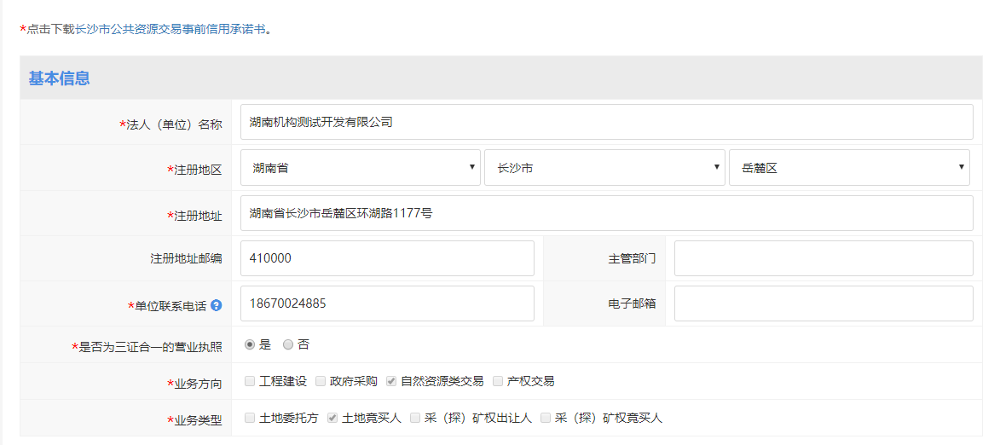 *点击下载长沙市公共资源交易事前信用承诺书。
基本信息
*法人（单位）名称 湖南机构测试开发有限公司
*注册地区 湖南省 长沙市 岳麓区
*注册地址 湖南省长沙市岳麓区环湖路1177号
注册地址邮编 410000 主管部门
*单位联系电话 ? 18670024885 电子邮箱
*是否为三证合一的营业执照 是 否
*业务方向 工程建设 政府采购 自然资源类交易 产权交易
*业务类型 土地委托方 土地竞买人 采（探）矿权出让人 采（探）矿权竞买人